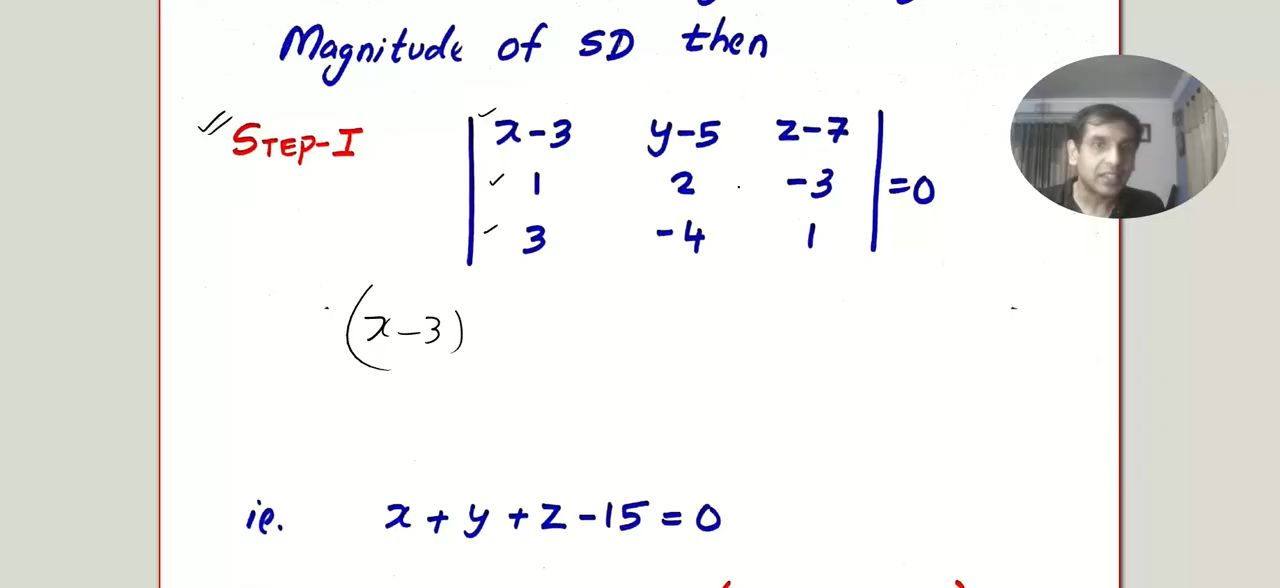 Magnitude of SD then
STEP-I
x-3 y-5 z-7
1 2 -3 =0
3 -4 1
(x-3)
ie. x+y+z-15=0